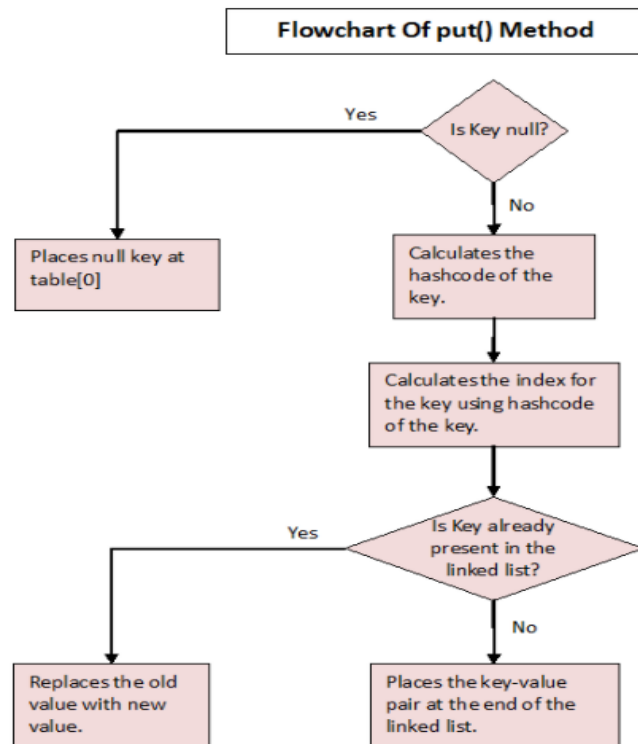 Flowchart Of put() Method
Yes
Is Key null?
No
Places null key at
table[0]
Calculates the
hashcode of the
key.
Calculates the index for
the key using hashcode
of the key.
Yes
Is Key already
present in the
linked list?
No
Replaces the old
value with new
value.
Places the key-value
pair at the end of the
linked list.